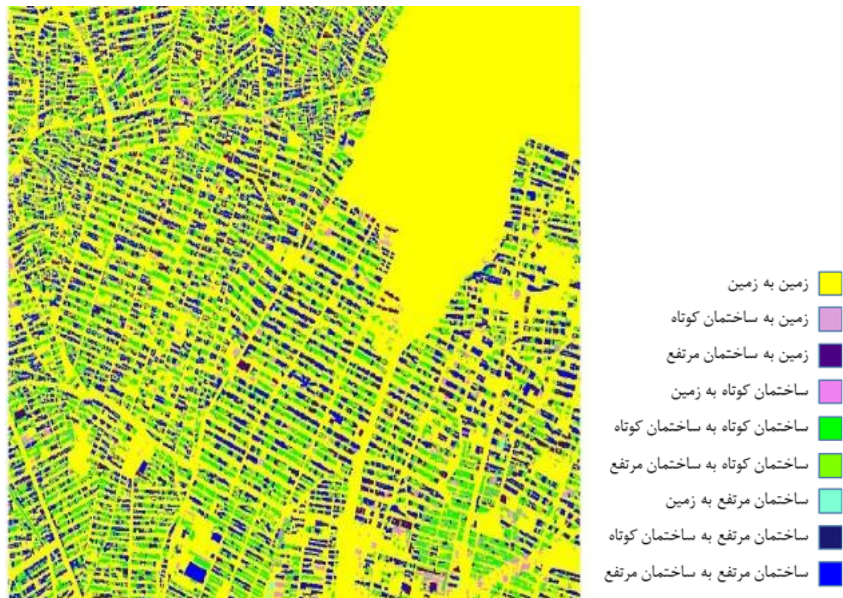 زمین به زمین
زمین به ساختمان کوتاه
زمین به ساختمان مرتفع
ساختمان کوتاه به زمین
ساختمان کوتاه به ساختمان کوتاه
ساختمان کوتاه به ساختمان مرتفع
ساختمان مرتفع به زمین
ساختمان مرتفع به ساختمان کوتاه
ساختمان مرتفع به ساختمان مرتفع